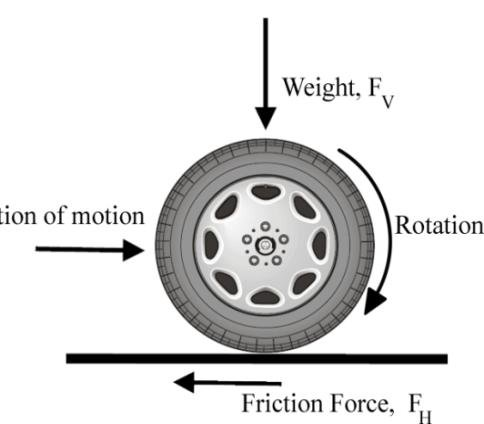 Weight, F_V
tion of motion
Rotation
Friction Force, F_H